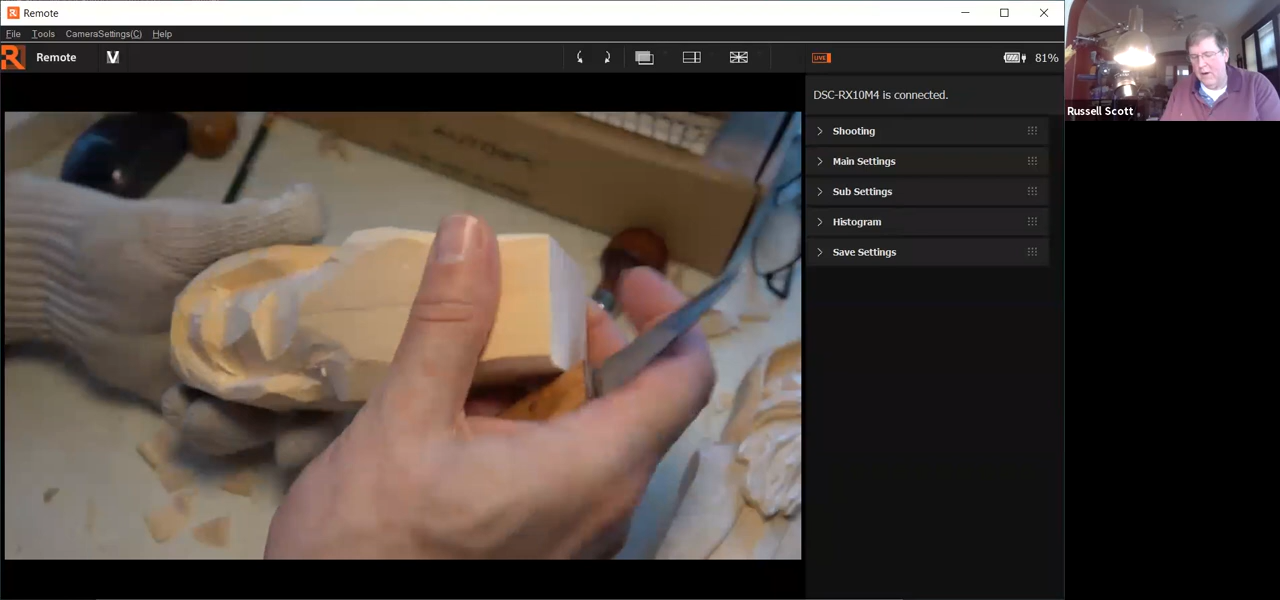 Remote
File Tools CameraSettings(C) Help
Remote
LIVE
81%
DSC-RX10M4 is connected.
Shooting
Main Settings
Sub Settings
Histogram
Save Settings
Russell Scott